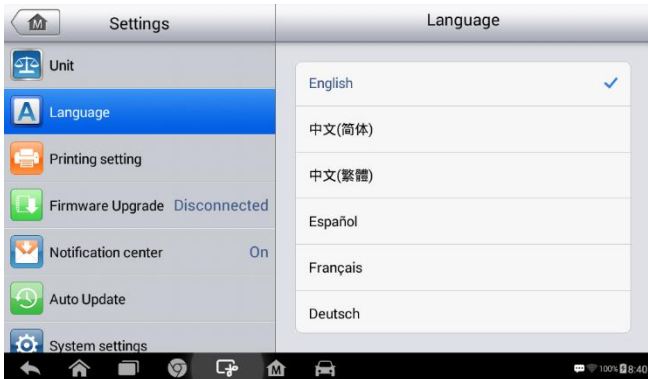 Settings
Unit
Language
Printing setting
Firmware Upgrade Disconnected
Notification center On
Auto Update
System settings
Language
English
中文(简体)
中文(繁體)
Español
Français
Deutsch
100% 8:40